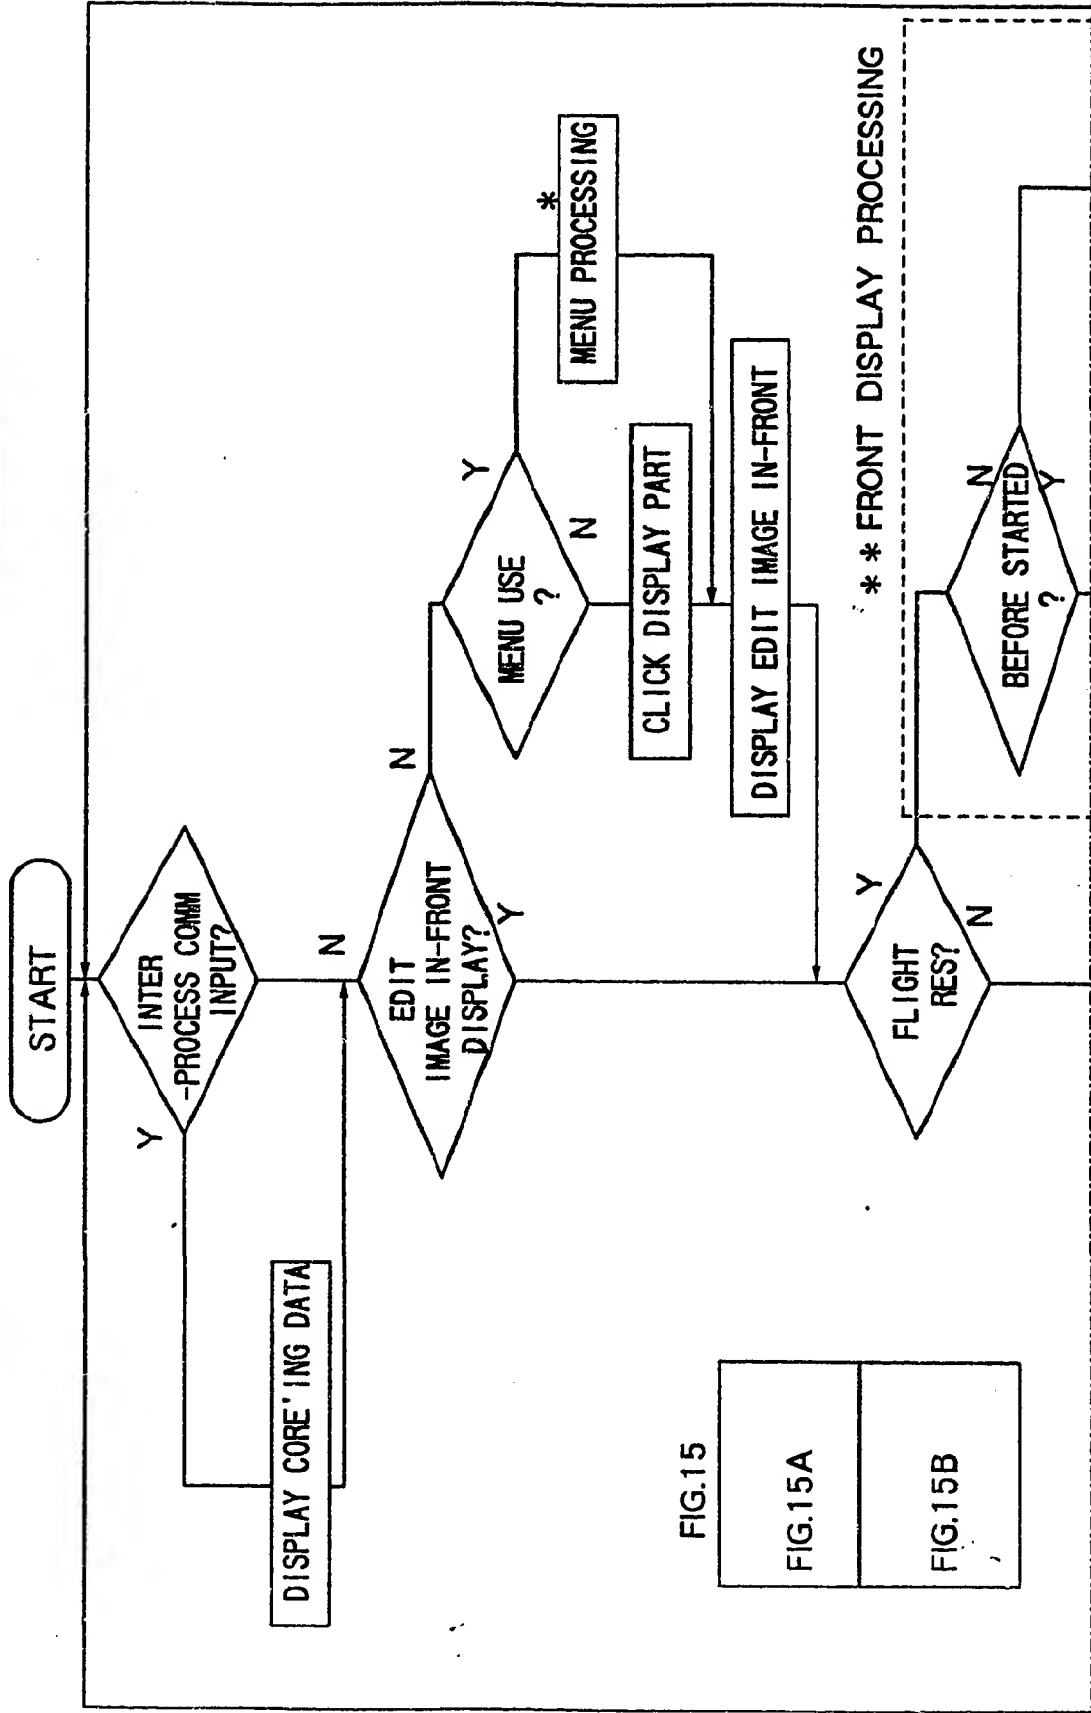 START
INTER
-PROCESS COMM
INPUT?
Y
N
DISPLAY CORE'ING DATA
EDIT
IMAGE IN-FRONT
DISPLAY?
N
Y
MENU USE
?
Y
N
*
MENU PROCESSING
CLICK DISPLAY PART
DISPLAY EDIT IMAGE IN-FRONT
FLIGHT
RES?
Y
N
** FRONT DISPLAY PROCESSING
BEFORE STARTED
?
N
Y
FIG.15
FIG.15A
FIG.15B